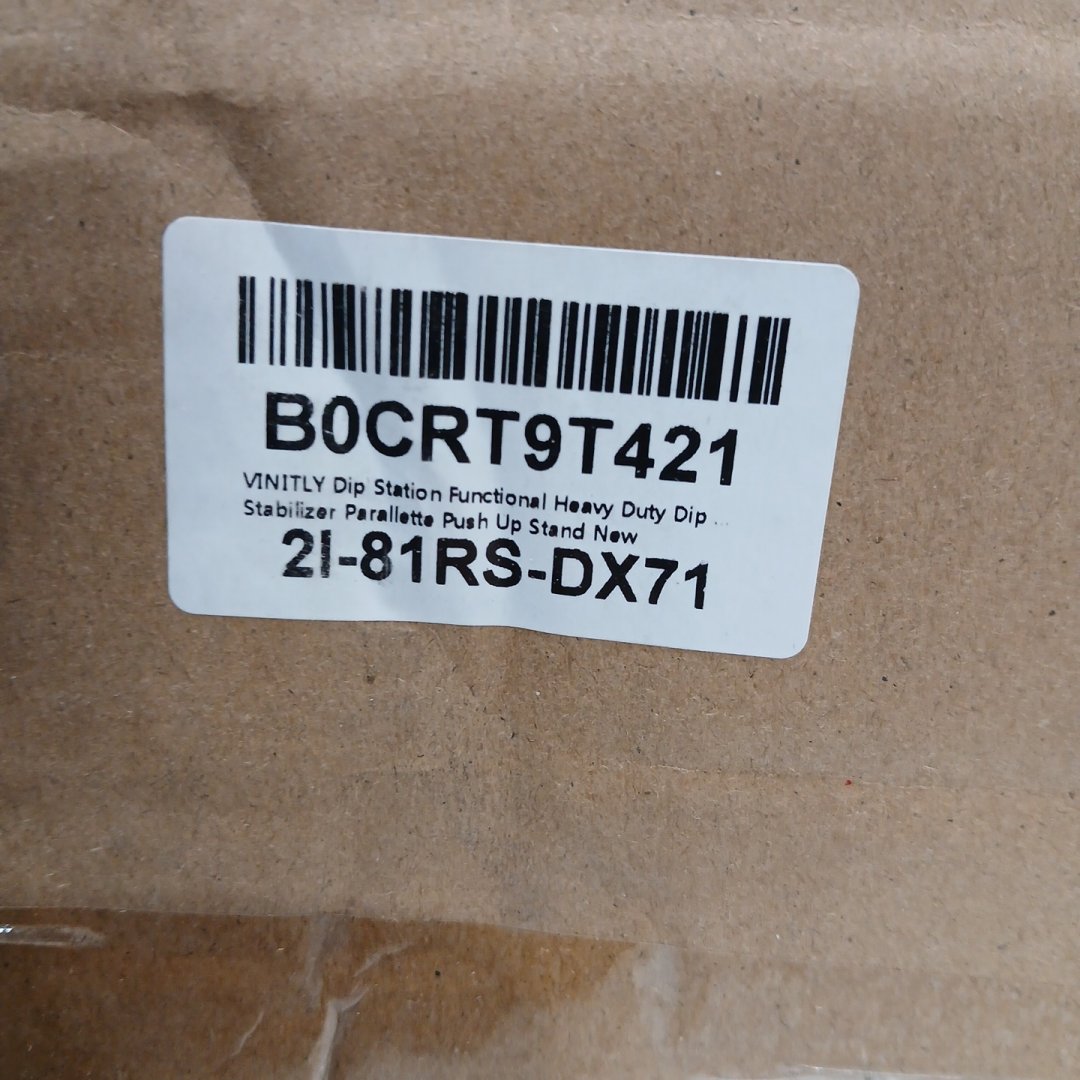 B0CRT9T421
VINITLY Dip Station Functional Heavy Duty Dip ...
Stabilizer Parallette Push Up Stand New
2I-81RS-DX71